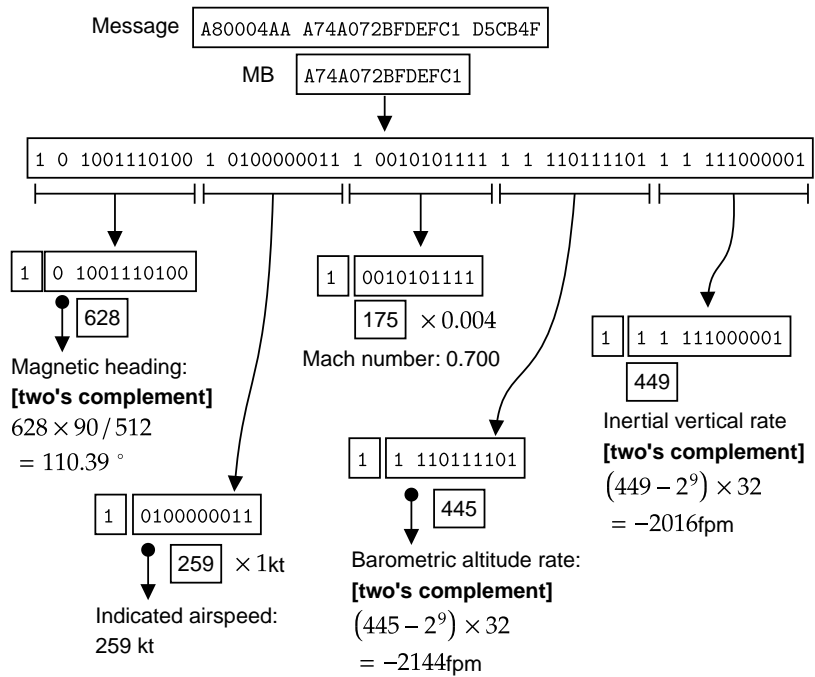 Message A80004AA A74A072BFDEFC1 D5CB4F
MB A74A072BFDEFC1
1 0 1001110100 1 0100000011 1 0010101111 1 1 110111101 1 1 111000001
1 0 1001110100
628
Magnetic heading:
[two's complement]
628 × 90 / 512
= 110.39 °
1 0100000011
259 × 1kt
Indicated airspeed:
259 kt
1 0010101111
175 × 0.004
Mach number: 0.700
1 1 110111101
445
Barometric altitude rate:
[two's complement]
(445 − 2⁹) × 32
= −2144fpm
1 1 111000001
449
Inertial vertical rate
[two's complement]
(449 − 2⁹) × 32
= −2016fpm